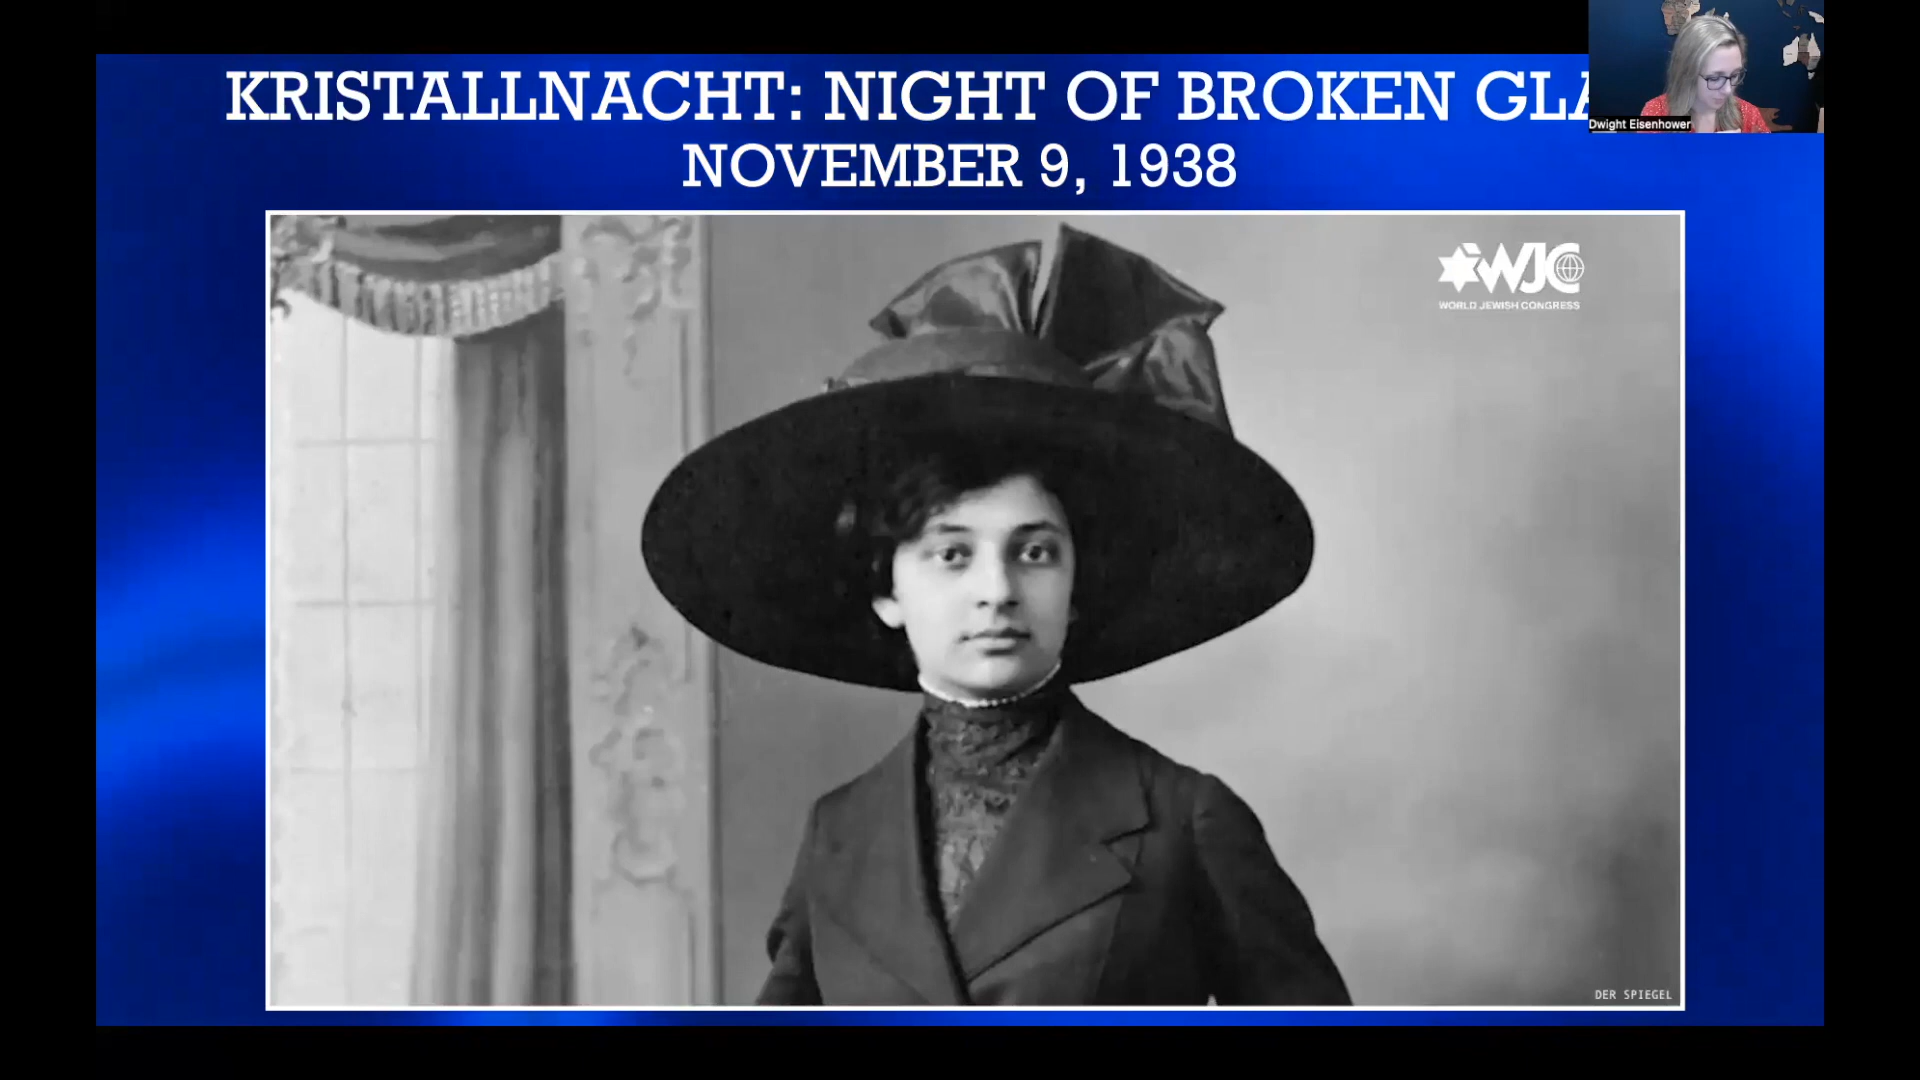 KRISTALLNACHT: NIGHT OF BROKEN GLA
NOVEMBER 9, 1938
Dwight Eisenhower
WJC
WORLD JEWISH CONGRESS
DER SPIEGEL